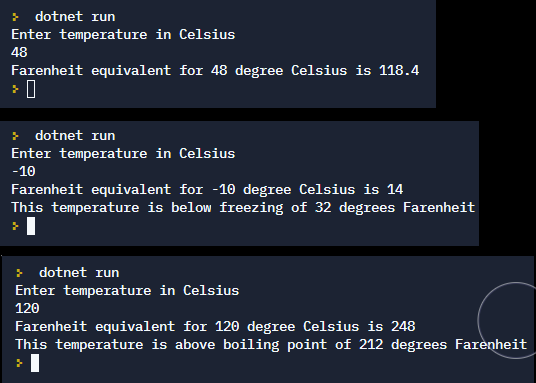 dotnet run
Enter temperature in Celsius
48
Farenheit equivalent for 48 degree Celsius is 118.4
dotnet run
Enter temperature in Celsius
-10
Farenheit equivalent for -10 degree Celsius is 14
This temperature is below freezing of 32 degrees Farenheit
dotnet run
Enter temperature in Celsius
120
Farenheit equivalent for 120 degree Celsius is 248
This temperature is above boiling point of 212 degrees Farenheit